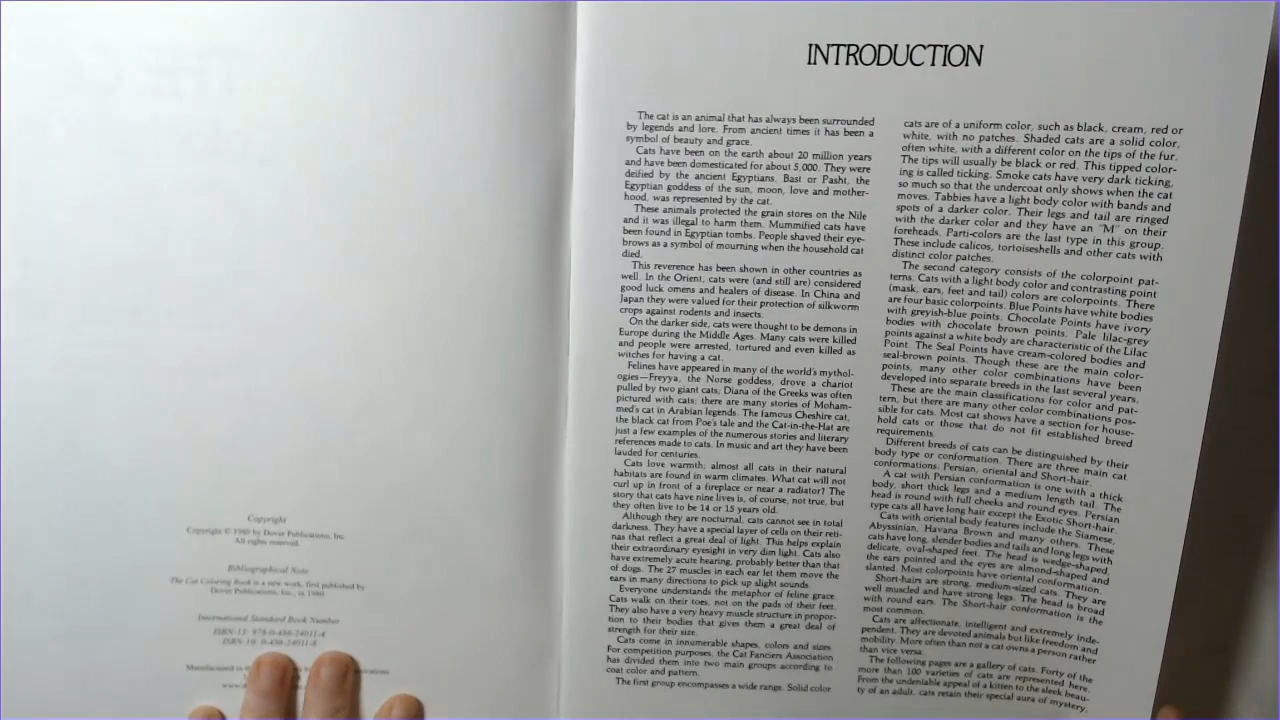 Copyright
Copyright © 1980 by Dover Publications, Inc.
All rights reserved.
Bibliographical Note
The Cat Coloring Book is a new work, first published by
Dover Publications, Inc., in 1980.
International Standard Book Number
ISBN-13: 978-0-486-24011-4
ISBN-10: 0-486-24011-8
Manufactured in
INTRODUCTION
The cat is an animal that has always been surrounded
by legends and lore. From ancient times it has been a
symbol of beauty and grace.
Cats have been on the earth about 20 million years
and have been domesticated for about 5,000. They were
deified by the ancient Egyptians. Bast or Pasht, the
Egyptian goddess of the sun, moon, love and mother-
hood, was represented by the cat.
These animals protected the grain stores on the Nile
and it was illegal to harm them. Mummified cats have
been found in Egyptian tombs. People shaved their eye-
brows as a symbol of mourning when the household cat
died.
This reverence has been shown in other countries as
well. In the Orient, cats were (and still are) considered
good luck omens and healers of disease. In China and
Japan they were valued for their protection of silkworm
crops against rodents and insects.
On the darker side, cats were thought to be demons in
Europe during the Middle Ages. Many cats were killed
and people were arrested, tortured and even killed as
witches for having a cat.
Felines have appeared in many of the world's mythol-
ogies—Freyya, the Norse goddess, drove a chariot
pulled by two giant cats; Diana of the Greeks was often
pictured with cats; there are many stories of Moham-
med's cat in Arabian legends. The famous Cheshire cat,
the black cat from Poe's tale and the Cat-in-the-Hat are
just a few examples of the numerous stories and literary
references made to cats. In music and art they have been
lauded for centuries.
Cats love warmth; almost all cats in their natural
habitats are found in warm climates. What cat will not
curl up in front of a fireplace or near a radiator? The
story that cats have nine lives is, of course, not true, but
they often live to be 14 or 15 years old.
Although they are nocturnal, cats cannot see in total
darkness. They have a special layer of cells on their reti-
nas that reflect a great deal of light. This helps explain
their extraordinary eyesight in very dim light. Cats also
have extremely acute hearing, probably better than that
of dogs. The 27 muscles in each ear let them move the
ears in many directions to pick up slight sounds.
Everyone understands the metaphor of feline grace.
Cats walk on their toes, not on the pads of their feet.
They also have a very heavy muscle structure in propor-
tion to their bodies that gives them a great deal of
strength for their size.
Cats come in innumerable shapes, colors and sizes
For competition purposes, the Cat Fanciers Association
has divided them into two main groups according to
coat color and pattern.
The first group encompasses a wide range. Solid color
cats are of a uniform color, such as black, cream, red or
white, with no patches. Shaded cats are a solid color,
often white, with a different color on the tips of the fur.
The tips will usually be black or red. This tipped color-
ing is called ticking. Smoke cats have very dark ticking,
so much so that the undercoat only shows when the cat
moves. Tabbies have a light body color with bands and
spots of a darker color. Their legs and tail are ringed
with the darker color and they have an "M" on their
foreheads. Parti-colors are the last type in this group.
These include calicos, tortoiseshells and other cats with
distinct color patches.
The second category consists of the colorpoint pat-
terns. Cats with a light body color and contrasting point
(mask, ears, feet and tail) colors are colorpoints. There
are four basic colorpoints. Blue Points have white bodies
with greyish-blue points. Chocolate Points have ivory
bodies with chocolate brown points. Pale lilac-grey
points against a white body are characteristic of the Lilac
Point. The Seal Points have cream-colored bodies and
seal-brown points. Though these are the main color-
points, many other color combinations have been
developed into separate breeds in the last several years.
These are the main classifications for color and pat-
tern, but there are many other color combinations pos-
sible for cats. Most cat shows have a section for house-
hold cats or those that do not fit established breed
requirements.
Different breeds of cats can be distinguished by their
body type or conformation. There are three main cat
conformations: Persian, oriental and Short-hair.
A cat with Persian conformation is one with a thick
body, short thick legs and a medium length tail. The
head is round with full cheeks and round eyes. Persian
type cats all have long hair except the Exotic Short-hair.
Cats with oriental body features include the Siamese,
Abyssinian, Havana Brown and many others. These
cats have long, slender bodies and tails and long legs with
delicate, oval-shaped feet. The head is wedge-shaped,
the ears pointed and the eyes are almond-shaped and
slanted. Most colorpoints have oriental conformation.
Short-hairs are strong, medium-sized cats. They are
well muscled and have strong legs. The head is broad
with round ears. The Short-hair conformation is the
most common.
Cats are affectionate, intelligent and extremely inde-
pendent. They are devoted animals but like freedom and
mobility. More often than not a cat owns a person rather
than vice versa.
The following pages are a gallery of cats. Forty of the
more than 100 varieties of cats are represented here.
From the undeniable appeal of a kitten to the sleek beau-
ty of an adult, cats retain their special aura of mystery.